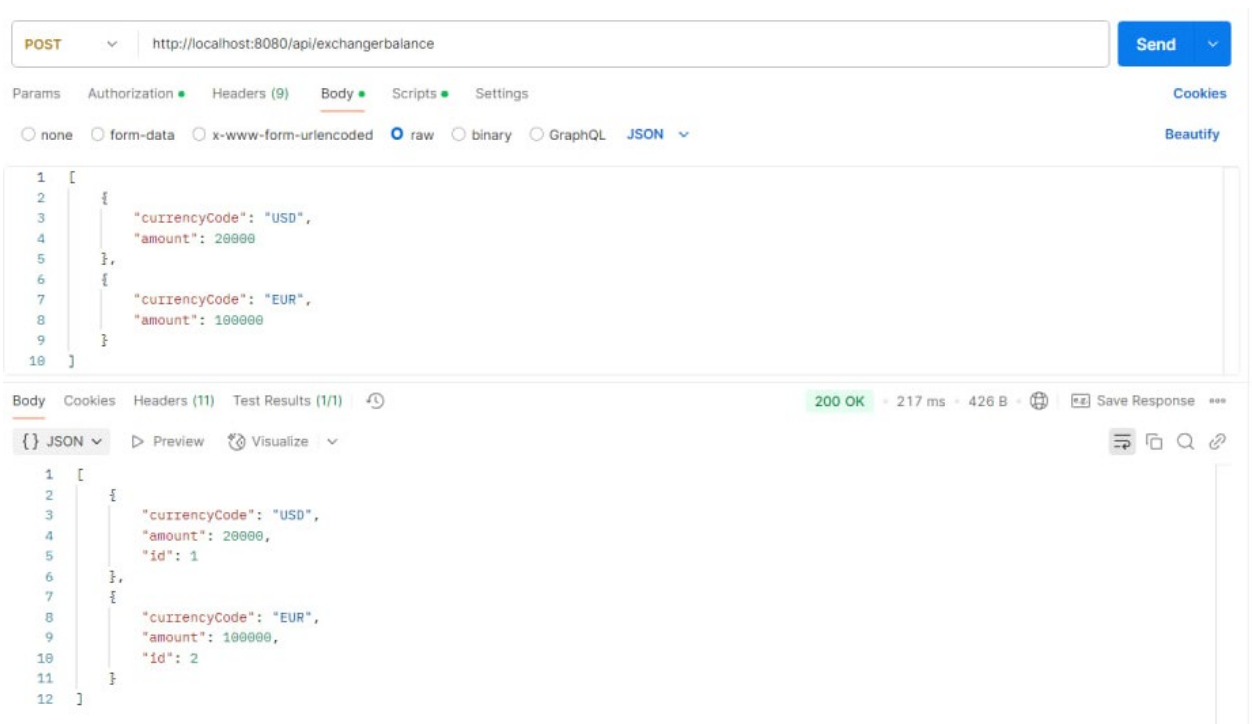 POST http://localhost:8080/api/exchangerbalance Send
Params Authorization Headers (9) Body Scripts Settings Cookies
none form-data x-www-form-urlencoded raw binary GraphQL JSON Beautify
1 [
2 {
3 "currencyCode": "USD",
4 "amount": 20000
5 },
6 {
7 "currencyCode": "EUR",
8 "amount": 100000
9 }
10 ]
Body Cookies Headers (11) Test Results (1/1) 200 OK 217 ms 426 B e.g. Save Response
{} JSON Preview Visualize
1 [
2 {
3 "currencyCode": "USD",
4 "amount": 20000,
5 "id": 1
6 },
7 {
8 "currencyCode": "EUR",
9 "amount": 100000,
10 "id": 2
11 }
12 ]